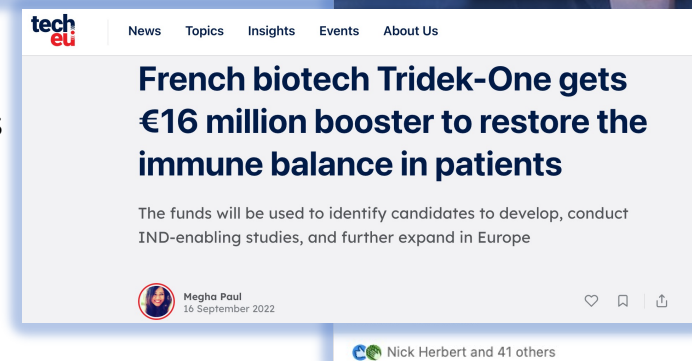 tech
eu
News Topics Insights Events About Us
French biotech Tridek-One gets
€16 million booster to restore the
immune balance in patients
The funds will be used to identify candidates to develop, conduct
IND-enabling studies, and further expand in Europe
Megha Paul
16 September 2022
s
Nick Herbert and 41 others